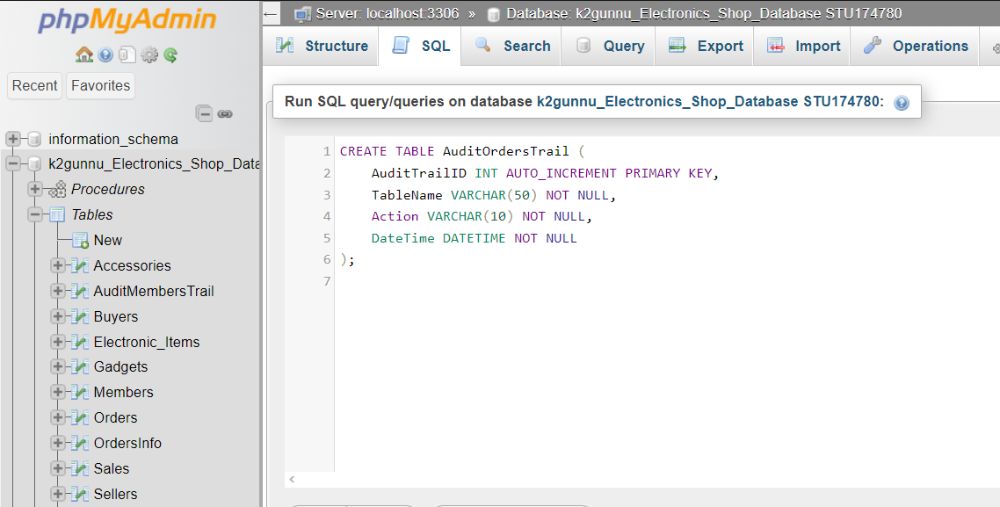 phpMyAdmin
Recent Favorites
information_schema
k2gunnu_Electronics_Shop_Data
Procedures
Tables
New
Accessories
AuditMembersTrail
Buyers
Electronic_Items
Gadgets
Members
Orders
OrdersInfo
Sales
Sellers
Server: localhost:3306 » Database: k2gunnu_Electronics_Shop_Database STU174780
Structure SQL Search Query Export Import Operations
Run SQL query/queries on database k2gunnu_Electronics_Shop_Database STU174780:
1 CREATE TABLE AuditOrdersTrail (
2 AuditTrailID INT AUTO_INCREMENT PRIMARY KEY,
3 TableName VARCHAR(50) NOT NULL,
4 Action VARCHAR(10) NOT NULL,
5 DateTime DATETIME NOT NULL
6 );
7